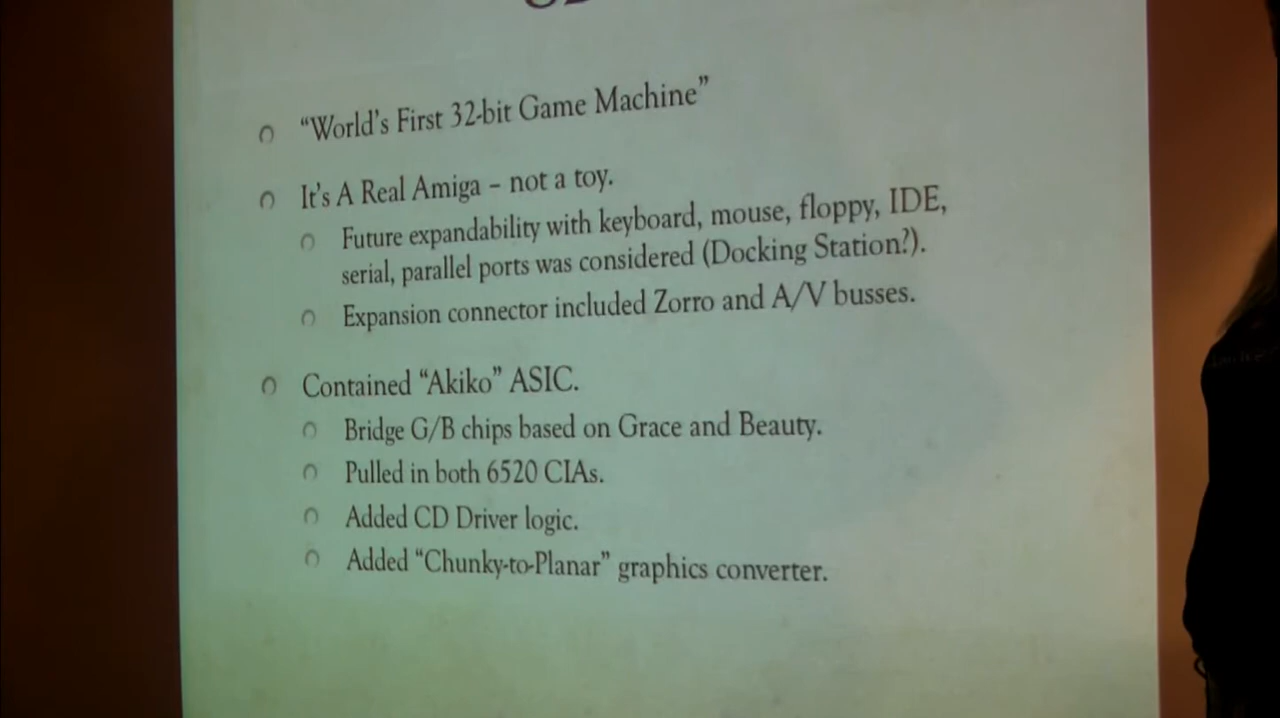 “World's First 32-bit Game Machine”
It's A Real Amiga – not a toy.
Future expandability with keyboard, mouse, floppy, IDE,
serial, parallel ports was considered (Docking Station?).
Expansion connector included Zorro and A/V busses.
Contained “Akiko” ASIC.
Bridge G/B chips based on Grace and Beauty.
Pulled in both 6520 CIAs.
Added CD Driver logic.
Added “Chunky-to-Planar” graphics converter.